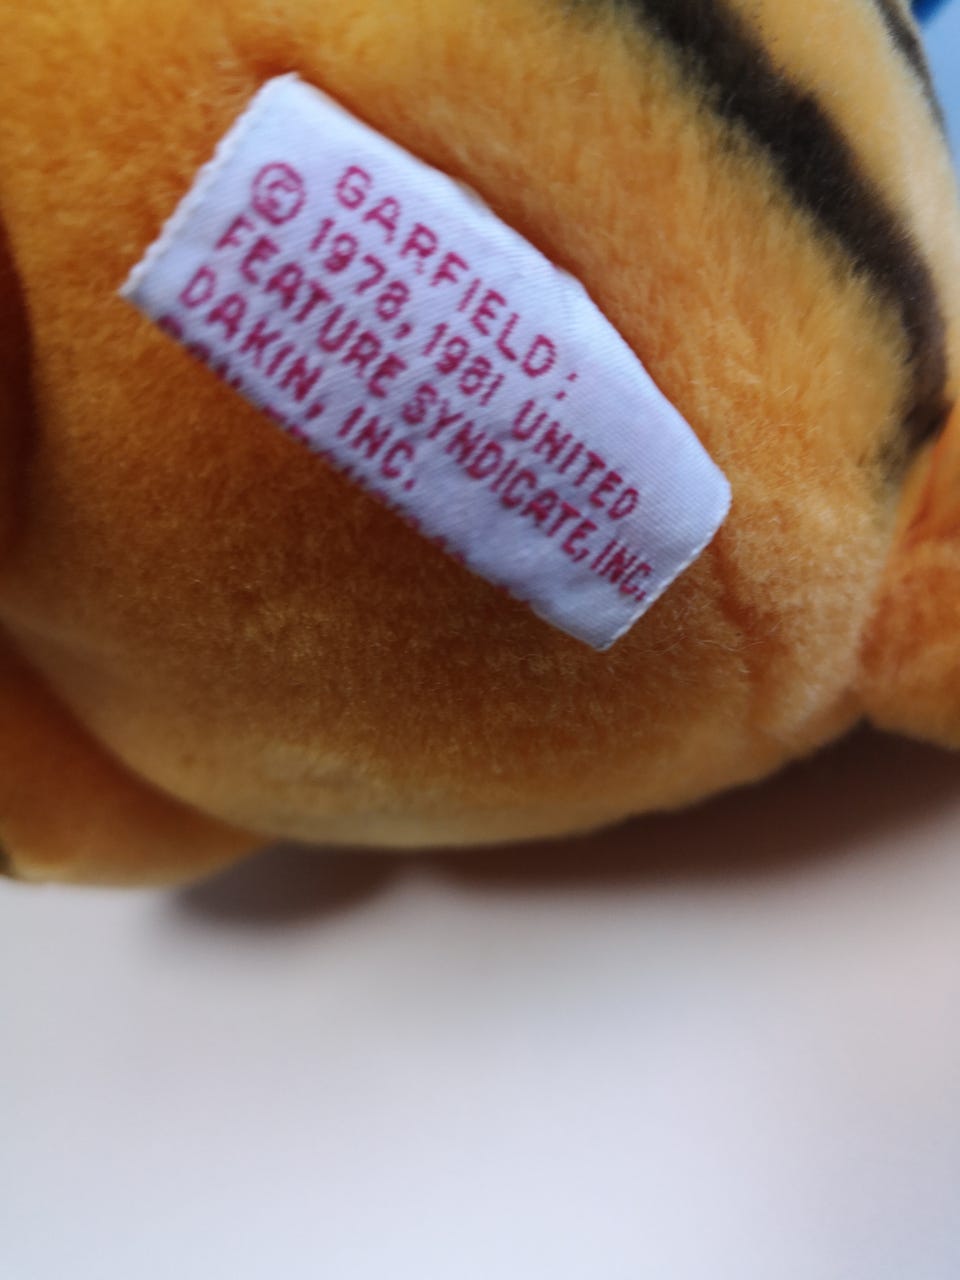 GARFIELD:
© 1978, 1981 UNITED
FEATURE SYNDICATE, INC.
DAKIN, INC.